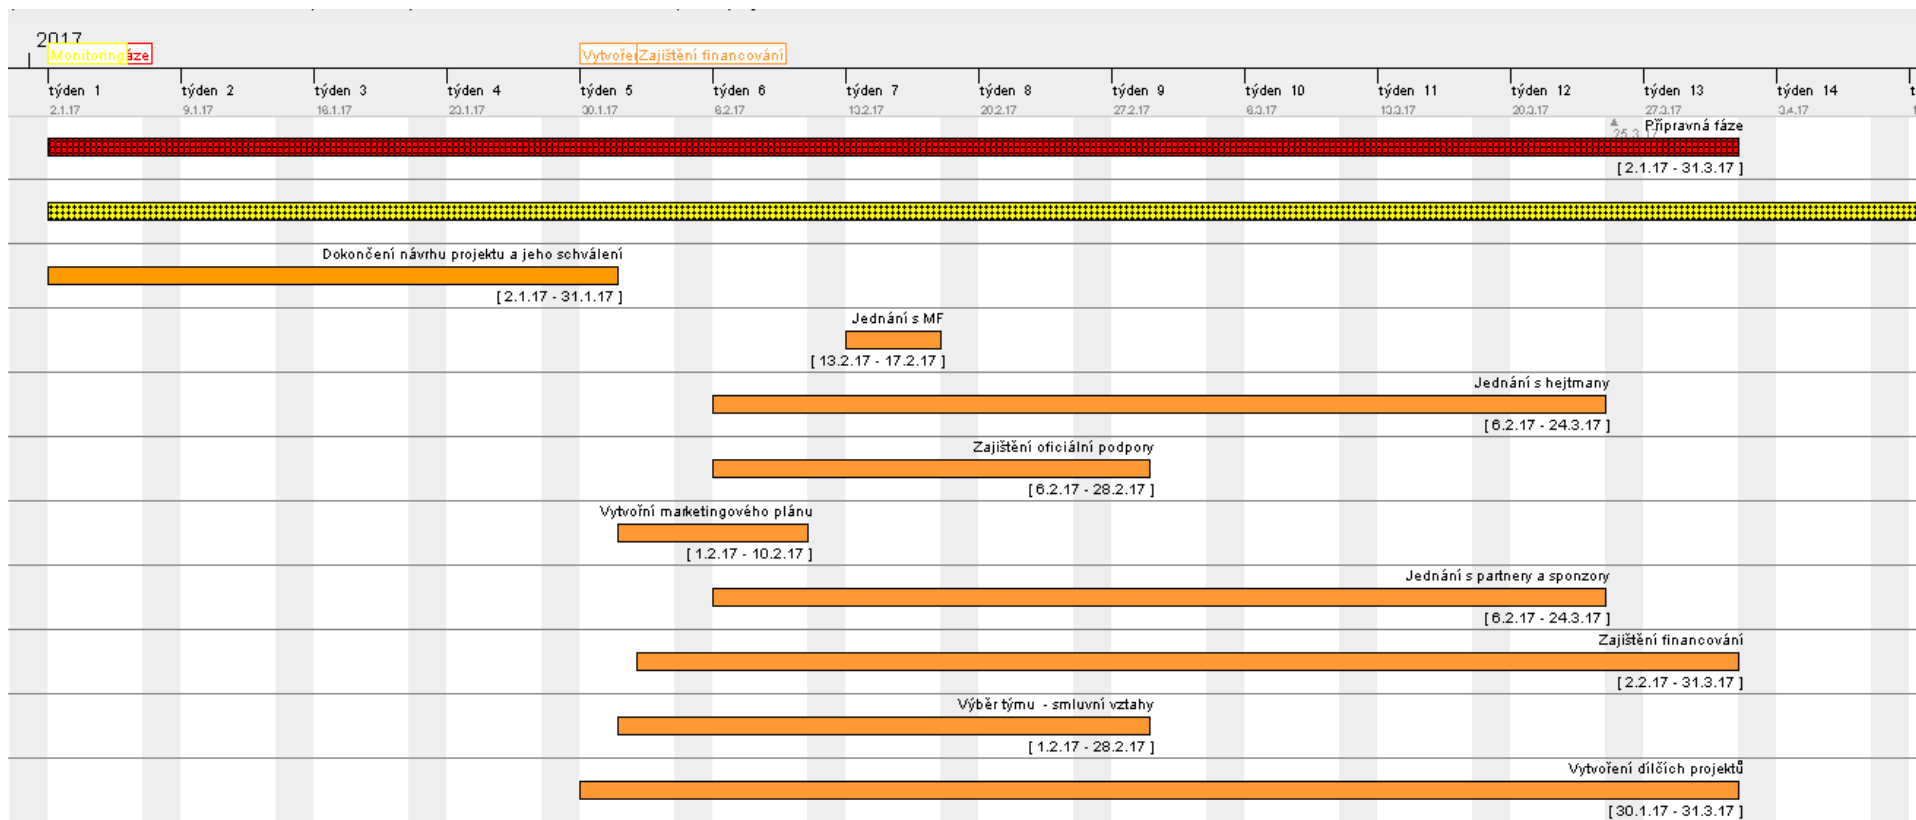 2017
Monitoring áze Vytvoře Zajištění financování
týden 1 týden 2 týden 3 týden 4 týden 5 týden 6 týden 7 týden 8 týden 9 týden 10 týden 11 týden 12 týden 13 týden 14
2.1.17 9.1.17 16.1.17 23.1.17 30.1.17 6.2.17 13.2.17 20.2.17 27.2.17 6.3.17 13.3.17 20.3.17 27.3.17 3.4.17
25.3.17 Přípravná fáze
[ 2.1.17 - 31.3.17 ]
Dokončení návrhu projektu a jeho schválení
[ 2.1.17 - 31.1.17 ]
Jednání s MF
[ 13.2.17 - 17.2.17 ]
Jednání s hejtmany
[ 6.2.17 - 24.3.17 ]
Zajištění oficiální podpory
[ 6.2.17 - 28.2.17 ]
Vytvořní marketingového plánu
[ 1.2.17 - 10.2.17 ]
Jednání s partnery a sponzory
[ 6.2.17 - 24.3.17 ]
Zajištění financování
[ 2.2.17 - 31.3.17 ]
Výběr týmu - smluvní vztahy
[ 1.2.17 - 28.2.17 ]
Vytvoření dílčích projektů
[ 30.1.17 - 31.3.17 ]